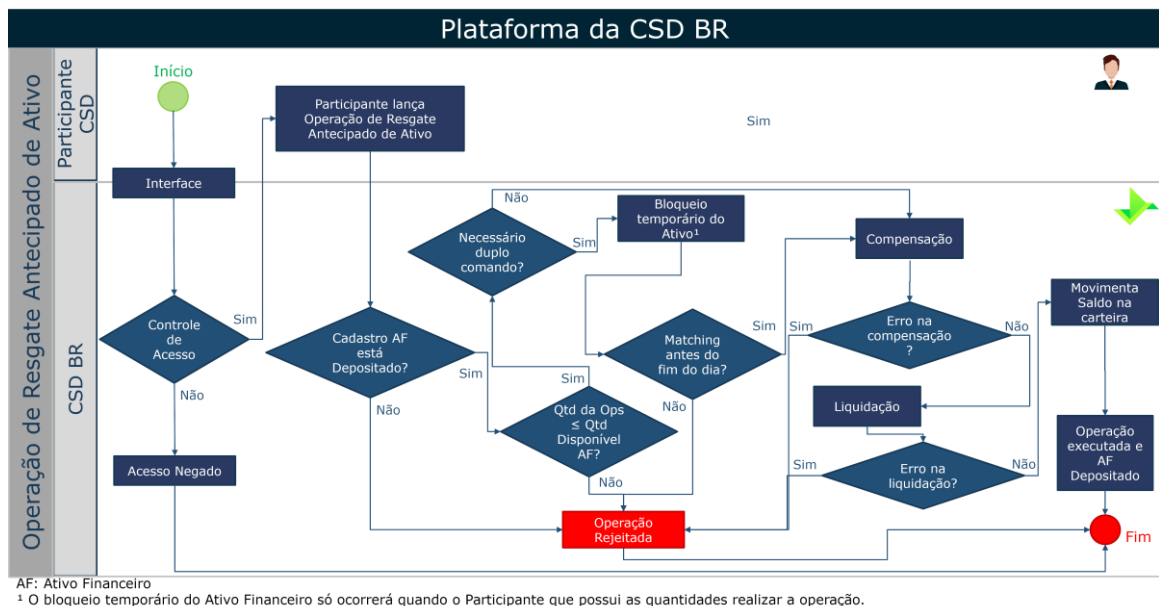 Plataforma da CSD BR
Operação de Resgate Antecipado de Ativo
Participante
CSD
CSD BR
Início
Interface
Controle
de
Acesso
Sim
Não
Acesso Negado
Participante lança
Operação de Resgate
Antecipado de Ativo
Sim
Cadastro AF
está
Depositado?
Sim
Não
Qtd da Ops
≤ Qtd
Disponível
AF?
Sim
Não
Necessário
duplo
comando?
Não
Sim
Bloqueio
temporário do
Ativo¹
Matching
antes do
fim do dia?
Sim
Não
Compensação
Erro na
compensação
?
Sim
Não
Liquidação
Erro na
liquidação?
Sim
Não
Movimenta
Saldo na
carteira
Operação
executada e
AF
Depositado
Operação
Rejeitada
Fim
AF: Ativo Financeiro
¹ O bloqueio temporário do Ativo Financeiro só ocorrerá quando o Participante que possui as quantidades realizar a operação.